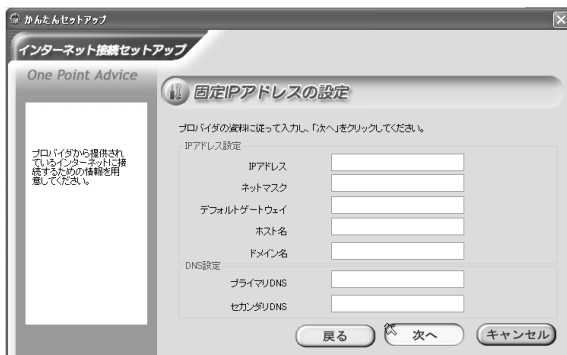 かんたんセットアップ
インターネット接続セットアップ
One Point Advice
固定IPアドレスの設定
プロバイダの資料に従って入力し、「次へ」をクリックしてください。
プロバイダから提供され
ているインターネットに接
続するための情報を用
意してください。
IPアドレス設定
IPアドレス
ネットマスク
デフォルトゲートウェイ
ホスト名
ドメイン名
DNS設定
プライマリDNS
セカンダリDNS
戻る
次へ
キャンセル